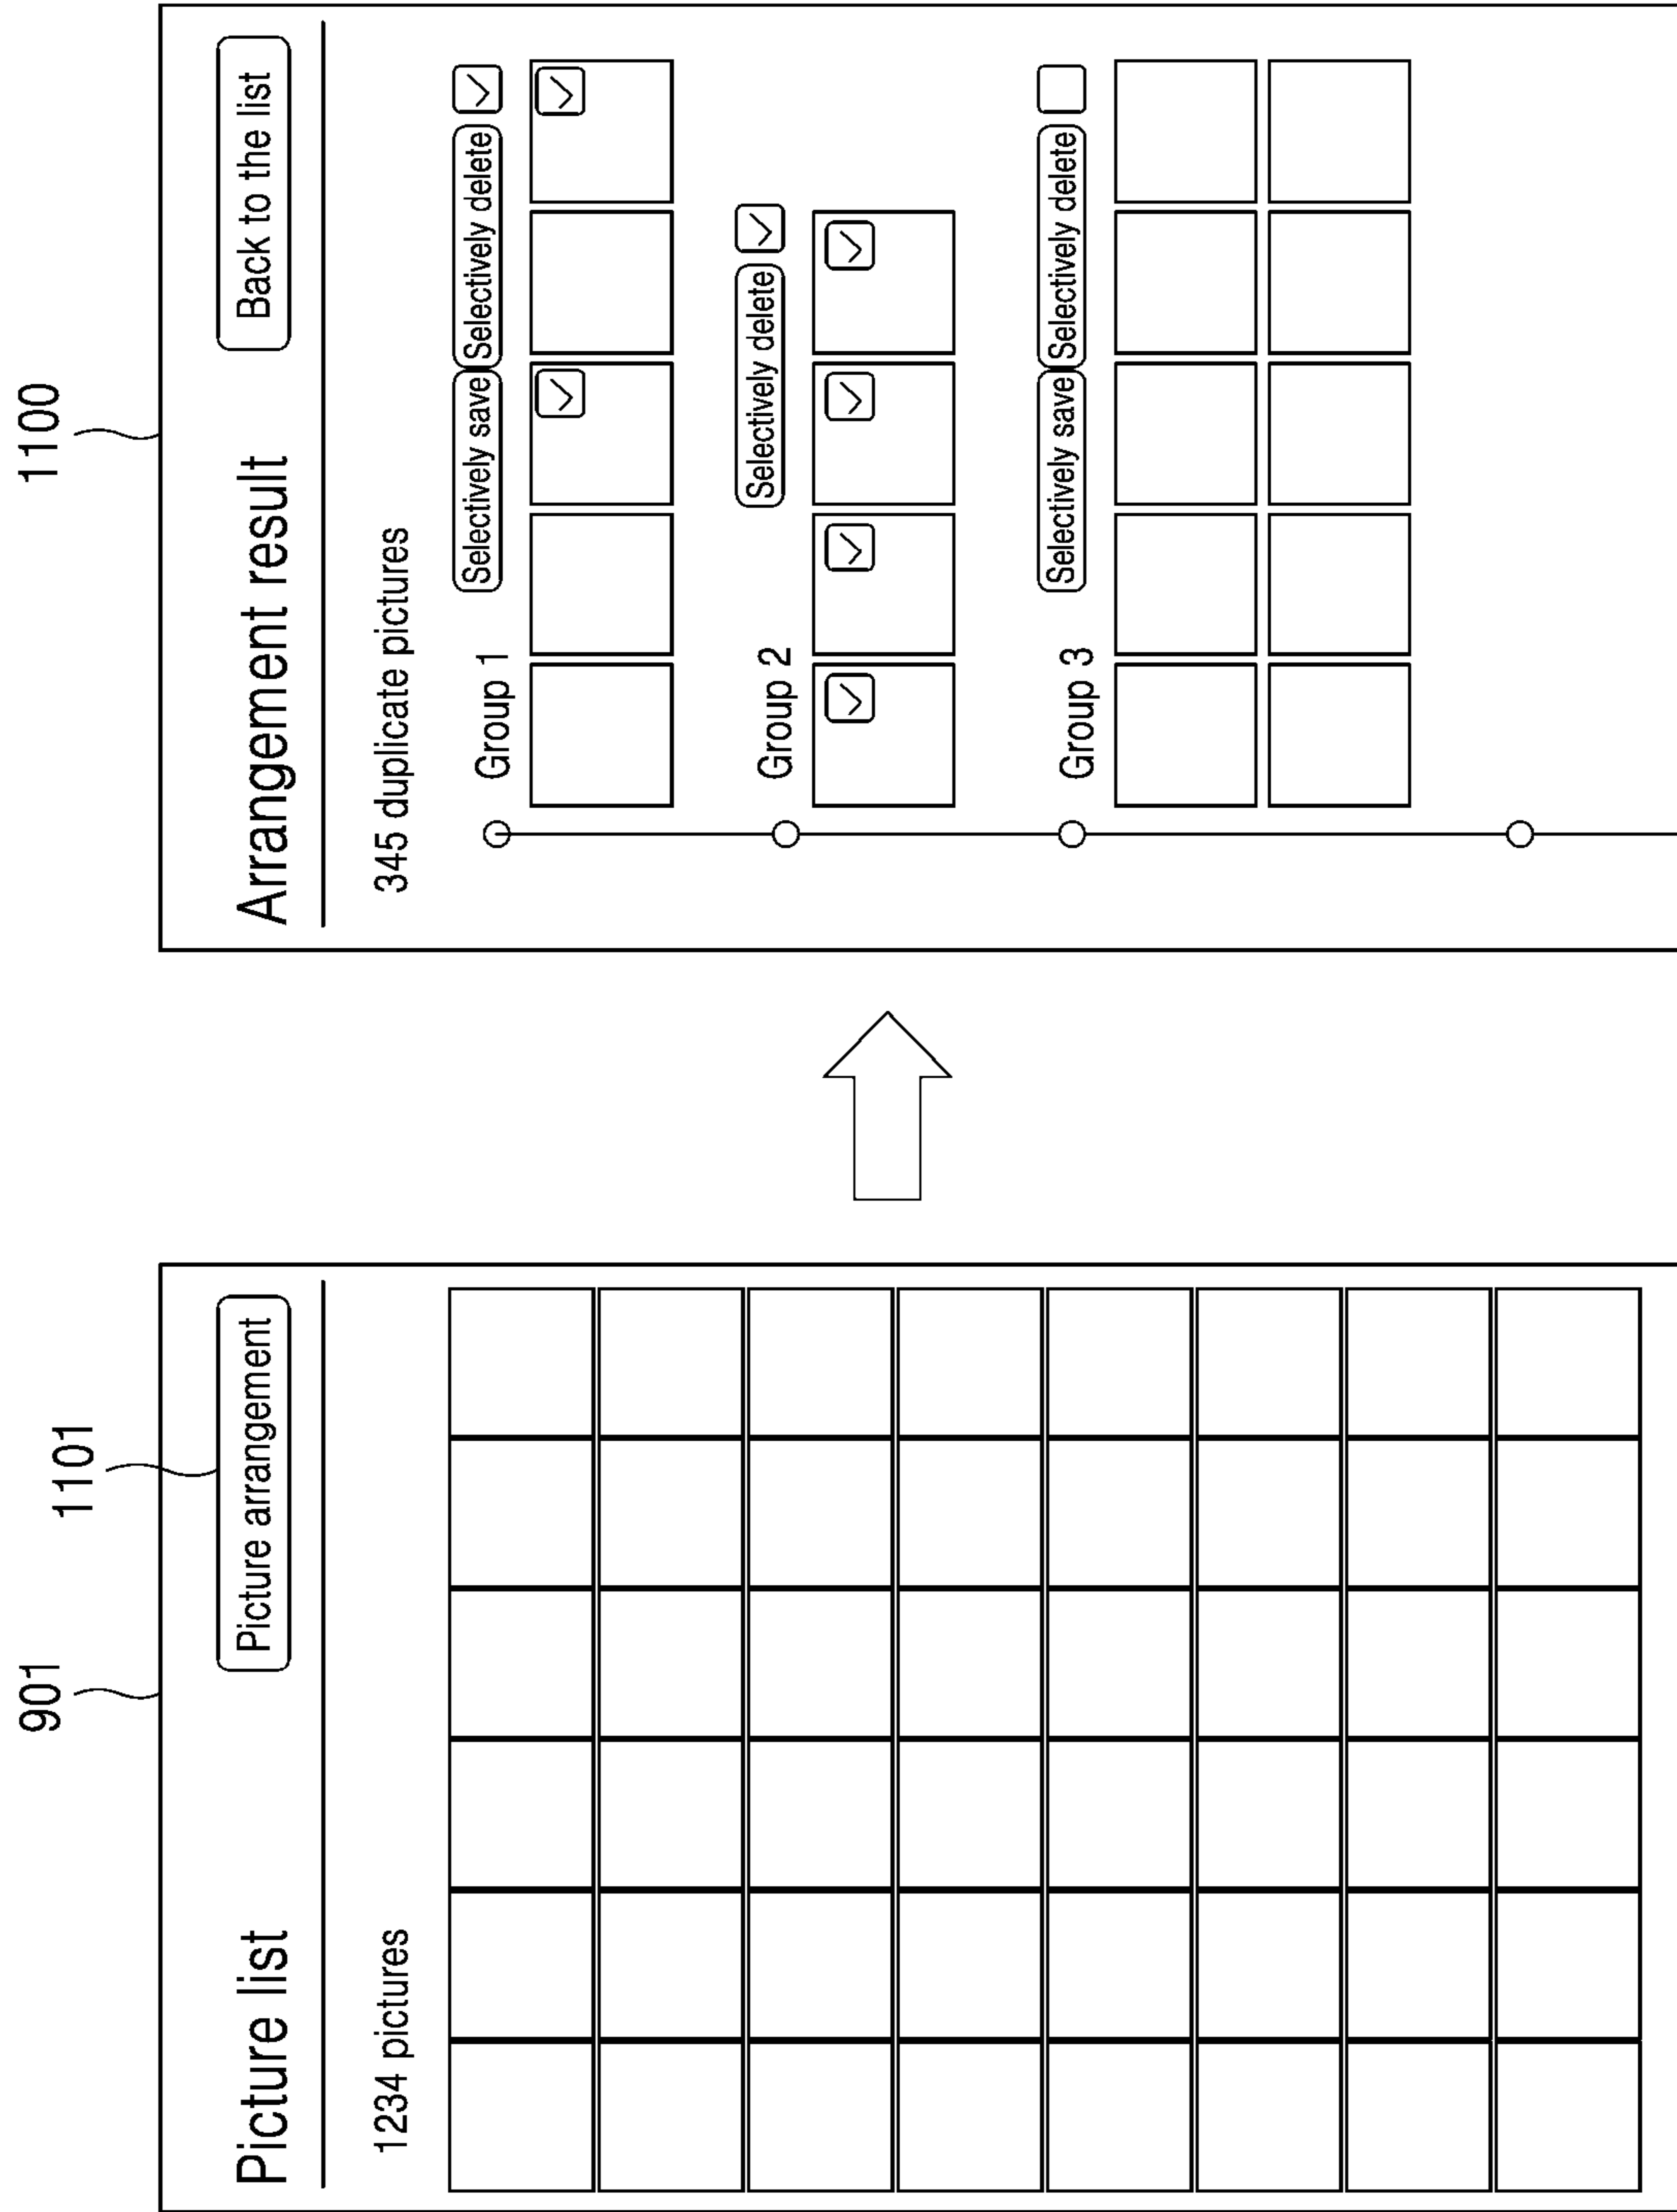 901
1101
Picture list
Picture arrangement
1234 pictures
1100
Arrangement result
Back to the list
345 duplicate pictures
Group 1
Selectively save
Selectively delete
Group 2
Selectively delete
Group 3
Selectively save
Selectively delete